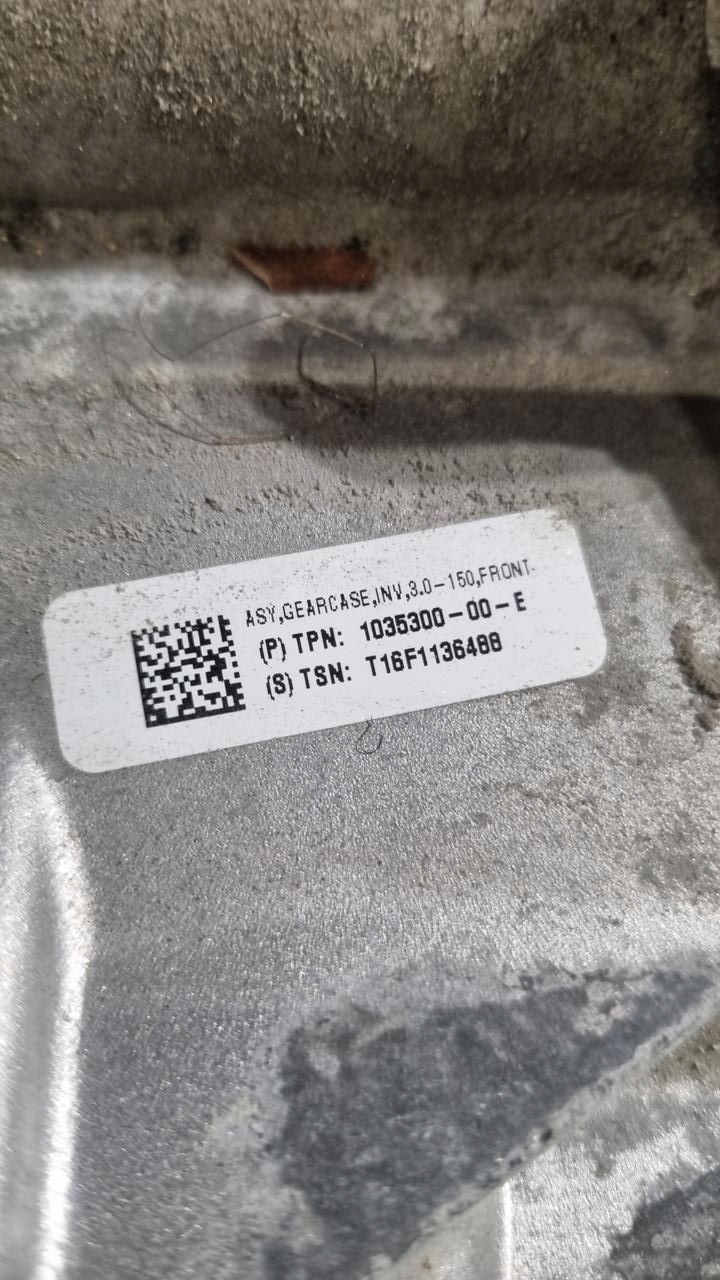 ASY,GEARCASE,INV,3.0-150,FRONT-
(P) TPN: 1035300-00-E
(S) TSN: T16F1136488